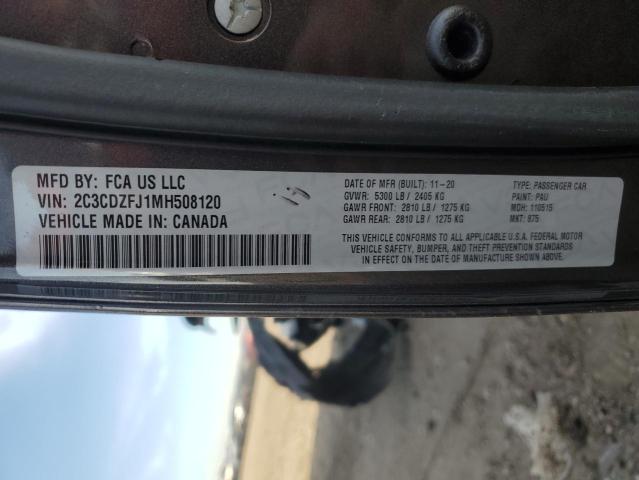 MFD BY: FCA US LLC
VIN: 2C3CDZFJ1MH508120
VEHICLE MADE IN: CANADA
DATE OF MFR (BUILT): 11-20
GVWR: 5300 LB / 2405 KG
GAWR FRONT: 2810 LB / 1275 KG
GAWR REAR: 2810 LB / 1275 KG
TYPE: PASSENGER CAR
PAINT: PAU
MDH: 110515
MKT: 875
THIS VEHICLE CONFORMS TO ALL APPLICABLE U.S.A. FEDERAL MOTOR
VEHICLE SAFETY, BUMPER, AND THEFT PREVENTION STANDARDS
IN EFFECT ON THE DATE OF MANUFACTURE SHOWN ABOVE.